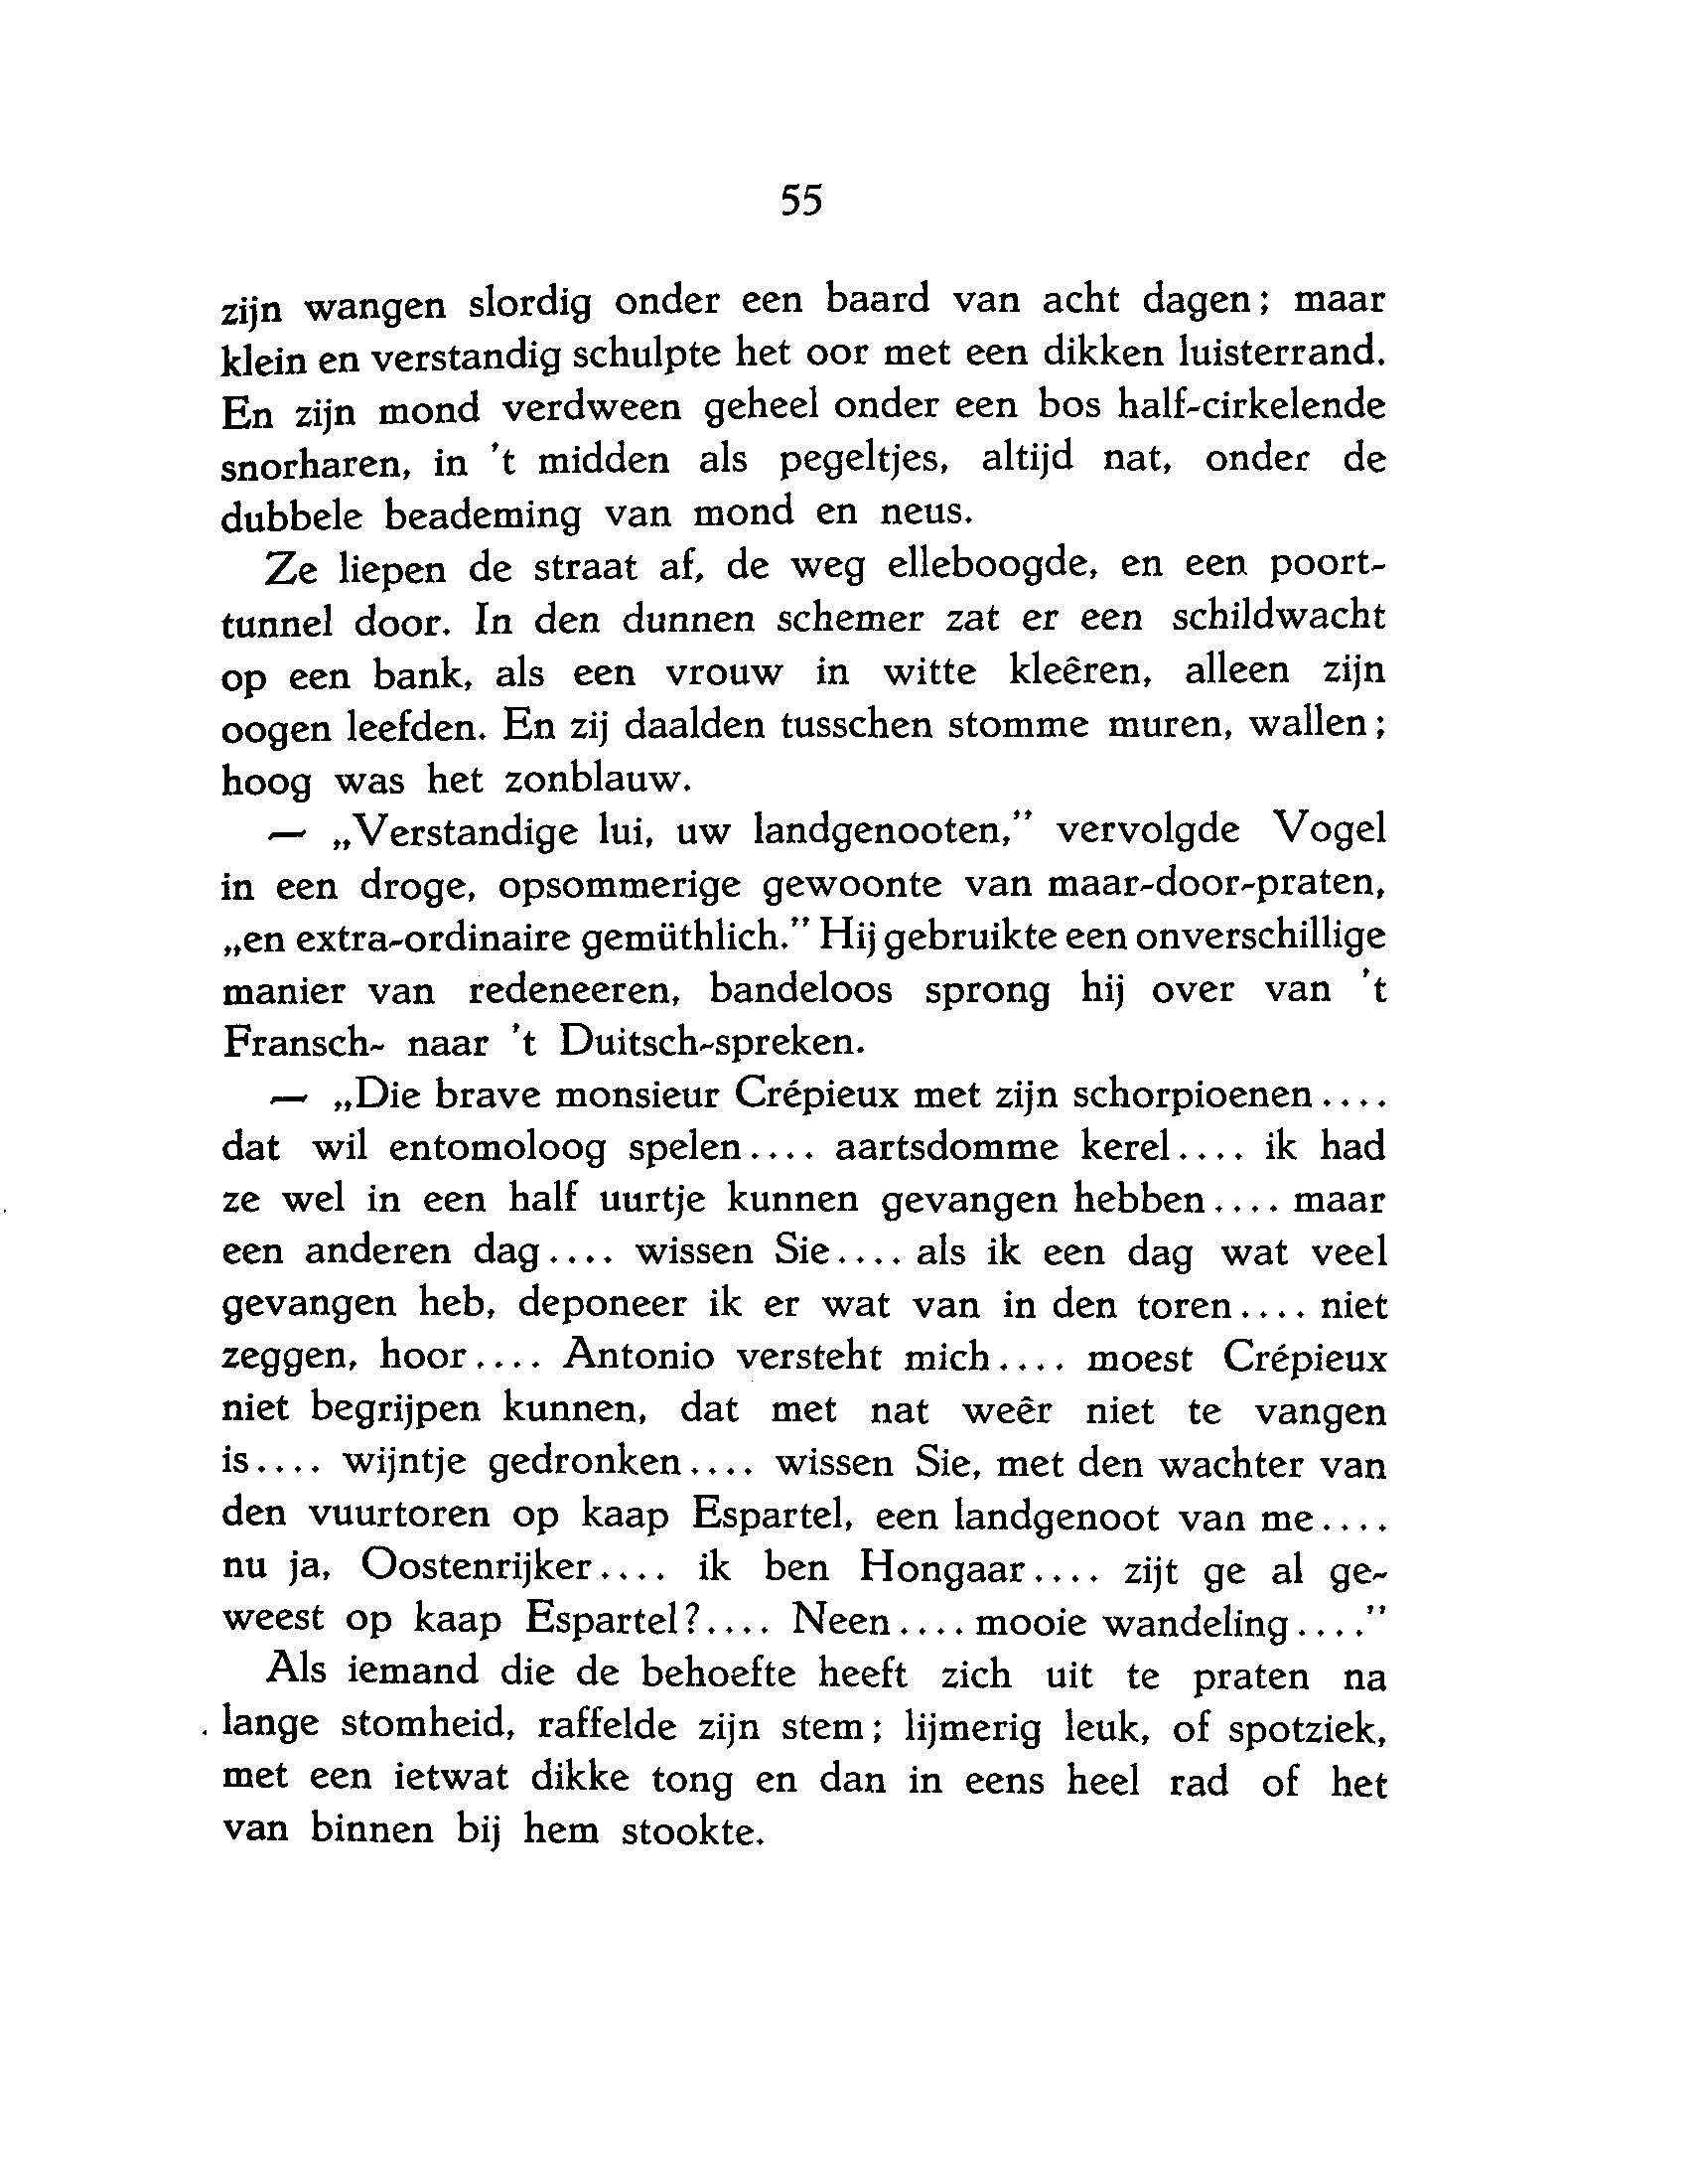 55
zijn wangen slordig onder een baard van acht dagen; maar
klein en verstandig schulpte het oor met een dikken luisterrand.
En zijn mond verdween geheel onder een bos half-cirkelende
snorharen, in 't midden als pegeltjes, altijd nat, onder de
dubbele beademing van mond en neus.
Ze liepen de straat af, de weg elleboogde, en een poort-
tunnel door. In den dunnen schemer zat er een schildwacht
op een bank, als een vrouw in witte kleêren, alleen zijn
oogen leefden. En zij daalden tusschen stomme muren, wallen;
hoog was het zonblauw.
— „Verstandige lui, uw landgenooten,” vervolgde Vogel
in een droge, opsommerige gewoonte van maar-door-praten,
„en extra-ordinaire gemüthlich.” Hij gebruikte een onverschillige
manier van redeneeren, bandeloos sprong hij over van 't
Fransch- naar 't Duitsch-spreken.
— „Die brave monsieur Crépieux met zijn schorpioenen....
dat wil entomoloog spelen.... aartsdomme kerel.... ik had
ze wel in een half uurtje kunnen gevangen hebben.... maar
een anderen dag.... wissen Sie.... als ik een dag wat veel
gevangen heb, deponeer ik er wat van in den toren.... niet
zeggen, hoor.... Antonio versteht mich.... moest Crépieux
niet begrijpen kunnen, dat met nat weêr niet te vangen
is.... wijntje gedronken.... wissen Sie, met den wachter van
den vuurtoren op kaap Espartel, een landgenoot van me....
nu ja, Oostenrijker.... ik ben Hongaar.... zijt ge al ge-
weest op kaap Espartel?.... Neen.... mooie wandeling....”
Als iemand die de behoefte heeft zich uit te praten na
lange stomheid, raffelde zijn stem; lijmerig leuk, of spotziek,
met een ietwat dikke tong en dan in eens heel rad of het
van binnen bij hem stookte.